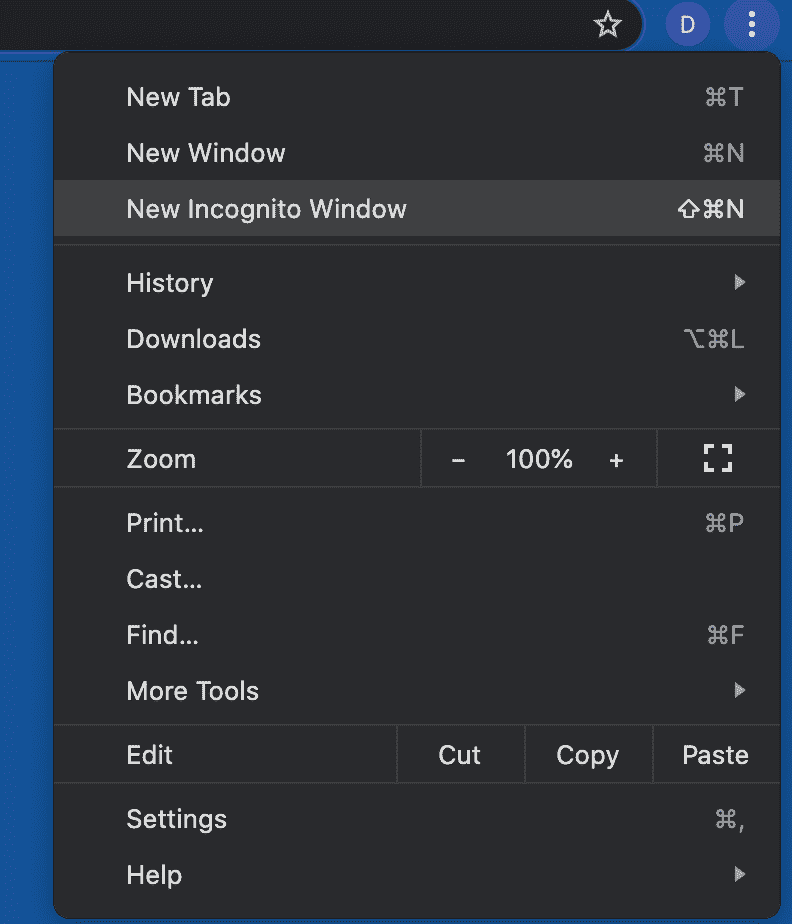 D
New Tab ⌘T
New Window ⌘N
New Incognito Window ⇧⌘N
History
Downloads ⌥⌘L
Bookmarks
Zoom − 100% +
Print... ⌘P
Cast...
Find... ⌘F
More Tools
Edit Cut Copy Paste
Settings ⌘,
Help